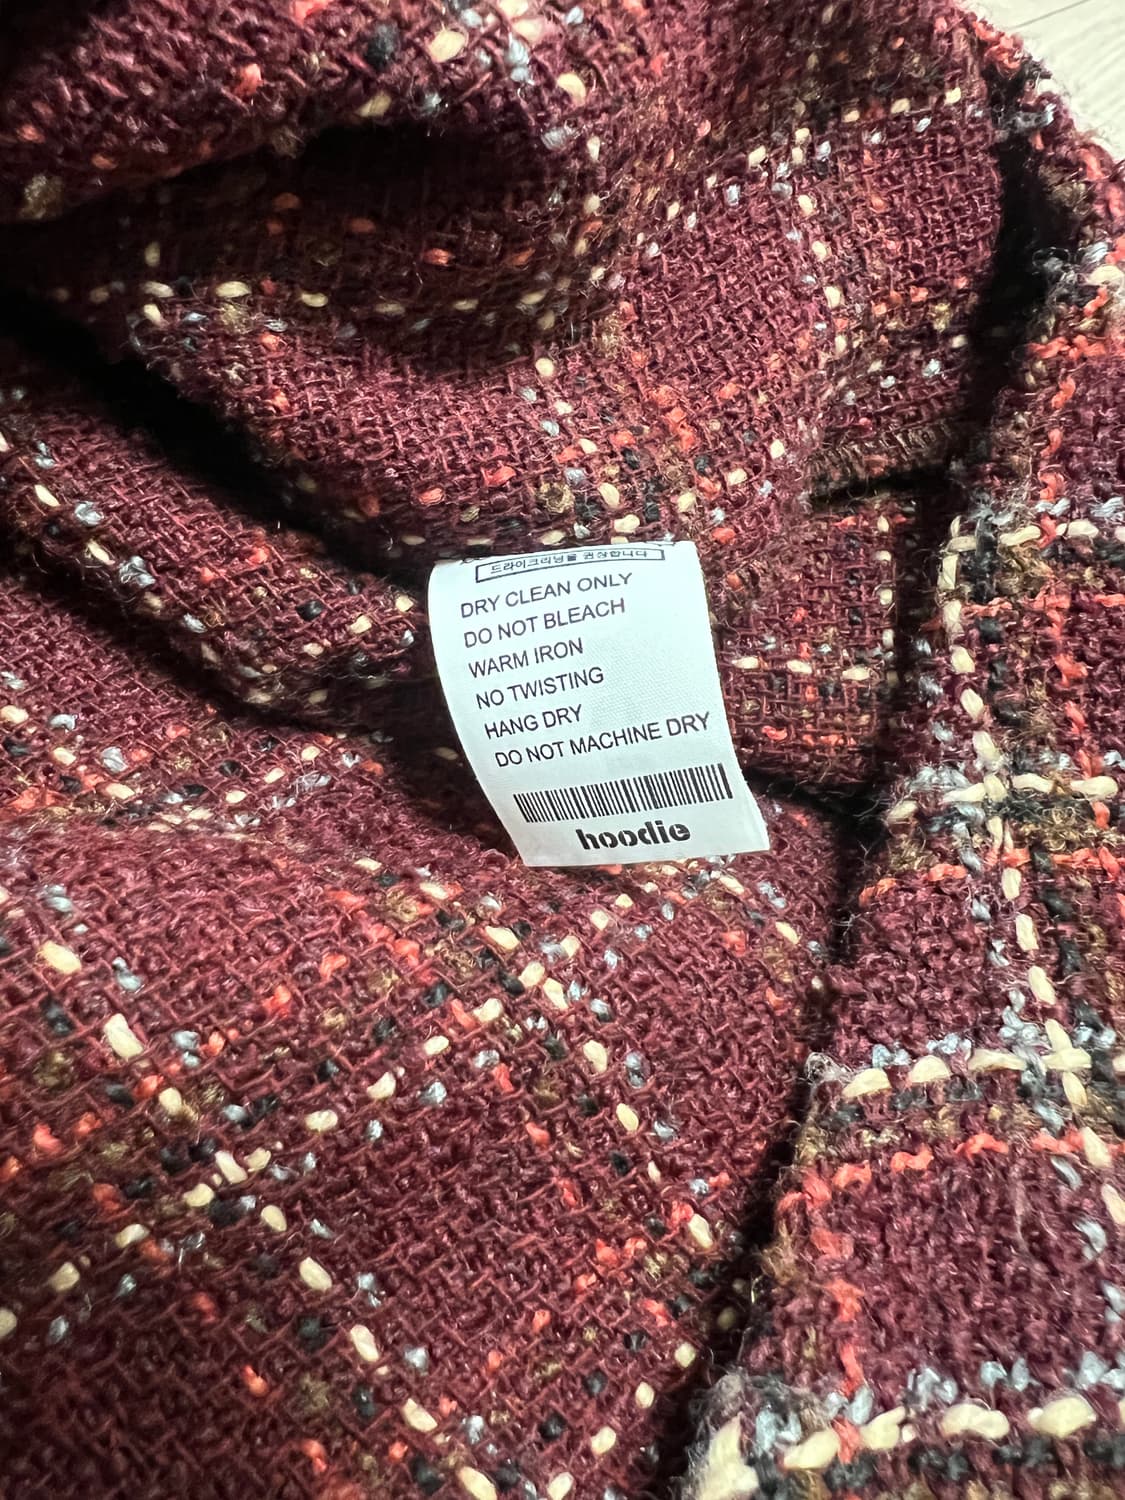 드라이크리닝을 권장합니다
DRY CLEAN ONLY
DO NOT BLEACH
WARM IRON
NO TWISTING
HANG DRY
DO NOT MACHINE DRY
hoodie